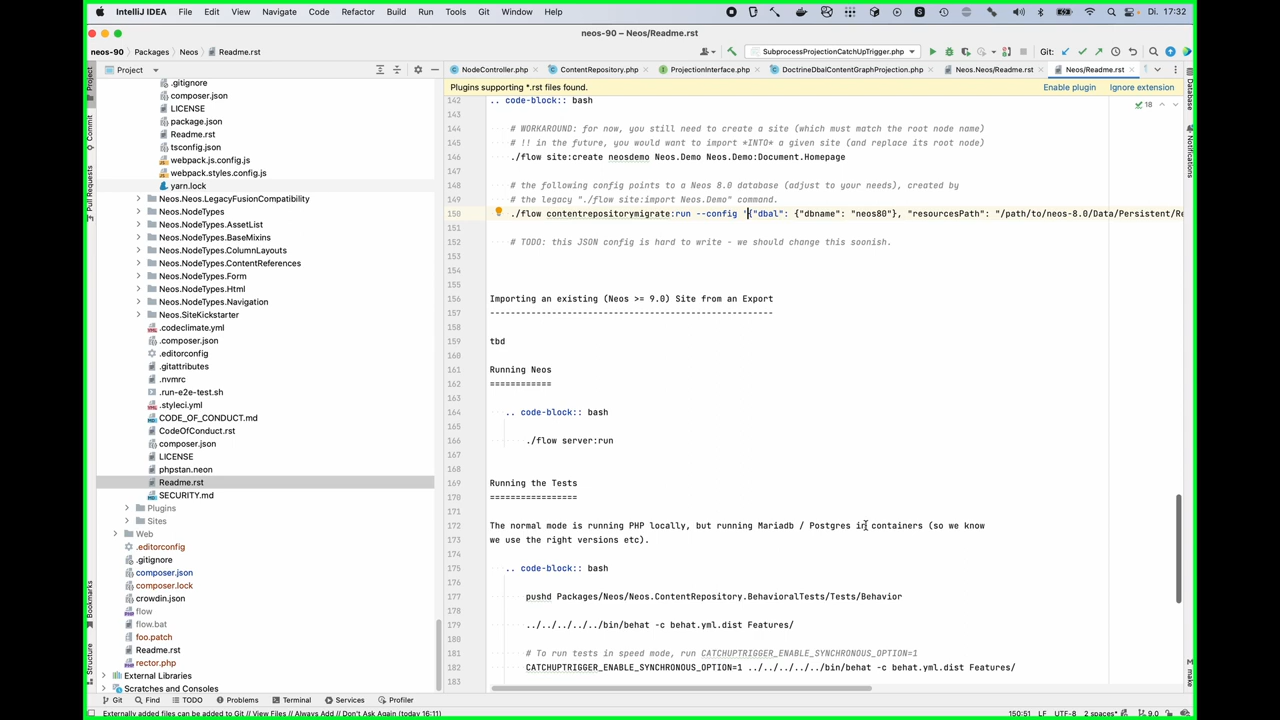 IntelliJ IDEA File Edit View Navigate Code Refactor Build Run Tools Git Window Help Di. 17:32
neos-90 – Neos/Readme.rst
neos-90 Packages Neos Readme.rst SubprocessProjectionCatchUpTrigger.php Git:
Project NodeController.php ContentRepository.php ProjectionInterface.php DoctrineDbalContentGraphProjection.php Neos.Neos/Readme.rst Neos/Readme.rst
Plugins supporting *.rst files found. Enable plugin Ignore extension
18
Project
Commit
Pull Requests
Bookmarks
Structure
Database
Notifications
make
.gitignore
composer.json
LICENSE
package.json
Readme.rst
tsconfig.json
webpack.js.config.js
webpack.styles.config.js
yarn.lock
Neos.Neos.LegacyFusionCompatibility
Neos.NodeTypes
Neos.NodeTypes.AssetList
Neos.NodeTypes.BaseMixins
Neos.NodeTypes.ColumnLayouts
Neos.NodeTypes.ContentReferences
Neos.NodeTypes.Form
Neos.NodeTypes.Html
Neos.NodeTypes.Navigation
Neos.SiteKickstarter
.codeclimate.yml
.composer.json
.editorconfig
.gitattributes
.nvmrc
.run-e2e-test.sh
.styleci.yml
CODE_OF_CONDUCT.md
CodeOfConduct.rst
composer.json
LICENSE
phpstan.neon
Readme.rst
SECURITY.md
Plugins
Sites
Web
.editorconfig
.gitignore
composer.json
composer.lock
crowdin.json
flow
flow.bat
foo.patch
Readme.rst
rector.php
External Libraries
Scratches and Consoles
142 .. code-block:: bash
143
144 # WORKAROUND: for now, you still need to create a site (which must match the root node name)
145 # !! in the future, you would want to import *INTO* a given site (and replace its root node)
146 ./flow site:create neosdemo Neos.Demo Neos.Demo:Document.Homepage
147
148 # the following config points to a Neos 8.0 database (adjust to your needs), created by
149 # the legacy "./flow site:import Neos.Demo" command.
150 ./flow contentrepositorymigrate:run --config '{"dbal": {"dbname": "neos80"}, "resourcesPath": "/path/to/neos-8.0/Data/Persistent/Re
151
152 # TODO: this JSON config is hard to write - we should change this soonish.
153
154
155
156 Importing an existing (Neos >= 9.0) Site from an Export
157 -------------------------------------------------------
158
159 tbd
160
161 Running Neos
162 ============
163
164 .. code-block:: bash
165
166 ./flow server:run
167
168
169 Running the Tests
170 =================
171
172 The normal mode is running PHP locally, but running Mariadb / Postgres in containers (so we know
173 we use the right versions etc).
174
175 .. code-block:: bash
176
177 pushd Packages/Neos/Neos.ContentRepository.BehavioralTests/Tests/Behavior
178
179 ../../../../../bin/behat -c behat.yml.dist Features/
180
181 # To run tests in speed mode, run CATCHUPTRIGGER_ENABLE_SYNCHRONOUS_OPTION=1
182 CATCHUPTRIGGER_ENABLE_SYNCHRONOUS_OPTION=1 ../../../../../bin/behat -c behat.yml.dist Features/
183
Git Find TODO Problems Terminal Services Profiler
Externally added files can be added to Git // View Files // Always Add // Don't Ask Again (today 16:11) 150:51 LF UTF-8 2 spaces* 9.0